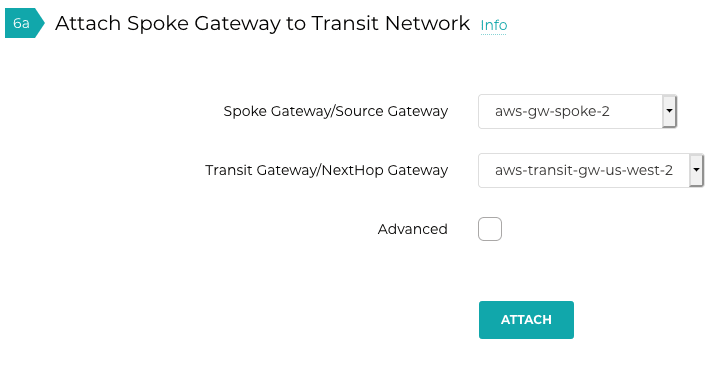 6a Attach Spoke Gateway to Transit Network Info
Spoke Gateway/Source Gateway aws-gw-spoke-2
Transit Gateway/NextHop Gateway aws-transit-gw-us-west-2
Advanced
ATTACH